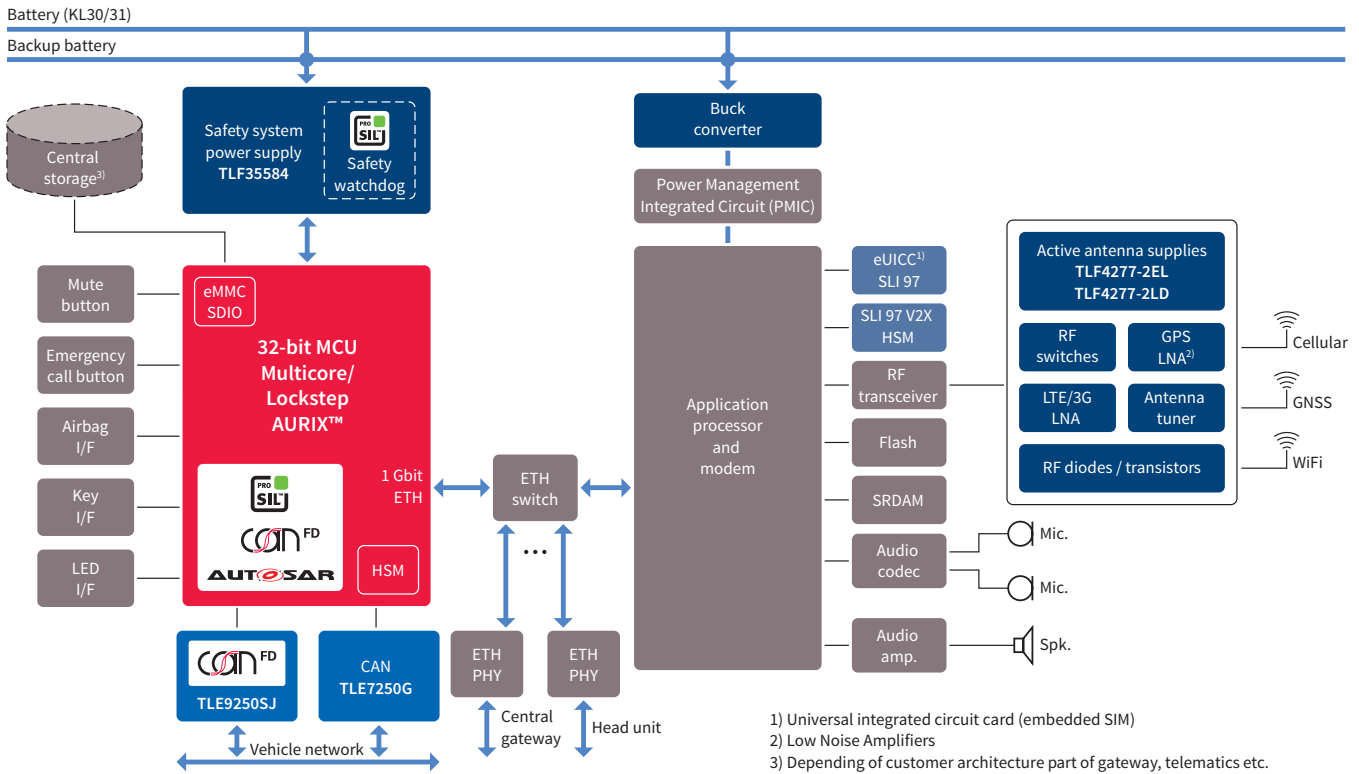 Battery (KL30/31)
Backup battery
Central
storage3)
Safety system
power supply
TLF35584
PRO
SIL™
Safety
watchdog
Buck
converter
Power Management
Integrated Circuit (PMIC)
Mute
button
Emergency
call button
Airbag
I/F
Key
I/F
LED
I/F
eMMC
SDIO
32-bit MCU
Multicore/
Lockstep
AURIX™
1 Gbit
ETH
PRO
SIL™
CAN FD
AUTOSAR
HSM
ETH
switch
...
Application
processor
and
modem
eUICC1)
SLI 97
SLI 97 V2X
HSM
RF
transceiver
Flash
SRDAM
Audio
codec
Audio
amp.
Mic.
Mic.
Spk.
Active antenna supplies
TLF4277-2EL
TLF4277-2LD
RF
switches
GPS
LNA2)
LTE/3G
LNA
Antenna
tuner
RF diodes / transistors
Cellular
GNSS
WiFi
CAN FD
TLE9250SJ
CAN
TLE7250G
ETH
PHY
ETH
PHY
Vehicle network
Central
gateway
Head unit
1) Universal integrated circuit card (embedded SIM)
2) Low Noise Amplifiers
3) Depending of customer architecture part of gateway, telematics etc.